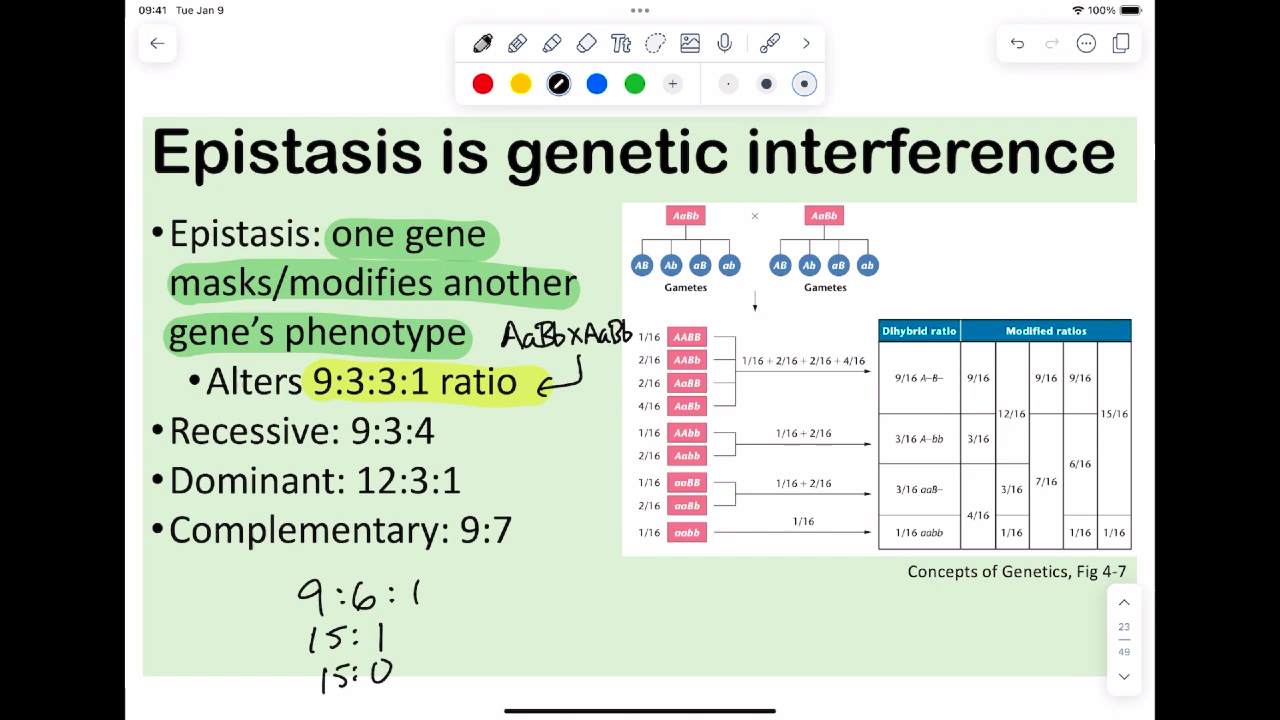 09:41 Tue Jan 9
100%
Tt
Epistasis is genetic interference
•Epistasis: one gene
masks/modifies another
gene's phenotype
AaBbxAaBb
•Alters 9:3:3:1 ratio
•Recessive: 9:3:4
•Dominant: 12:3:1
•Complementary: 9:7
9:6:1
15:1
15:0
AaBb × AaBb
AB Ab aB ab AB Ab aB ab
Gametes Gametes
1/16 AABB
2/16 AABb
2/16 AaBB
4/16 AaBb
1/16 + 2/16 + 2/16 + 4/16
1/16 AAbb
2/16 Aabb
1/16 + 2/16
1/16 aaBB
2/16 aaBb
1/16 + 2/16
1/16 aabb
1/16
Dihybrid ratio Modified ratios
9/16 A–B– 9/16 9/16 9/16
12/16 15/16
3/16 A–bb 3/16
6/16
7/16
3/16 aaB– 3/16
4/16
1/16 aabb 1/16 1/16 1/16
Concepts of Genetics, Fig 4-7
23
49